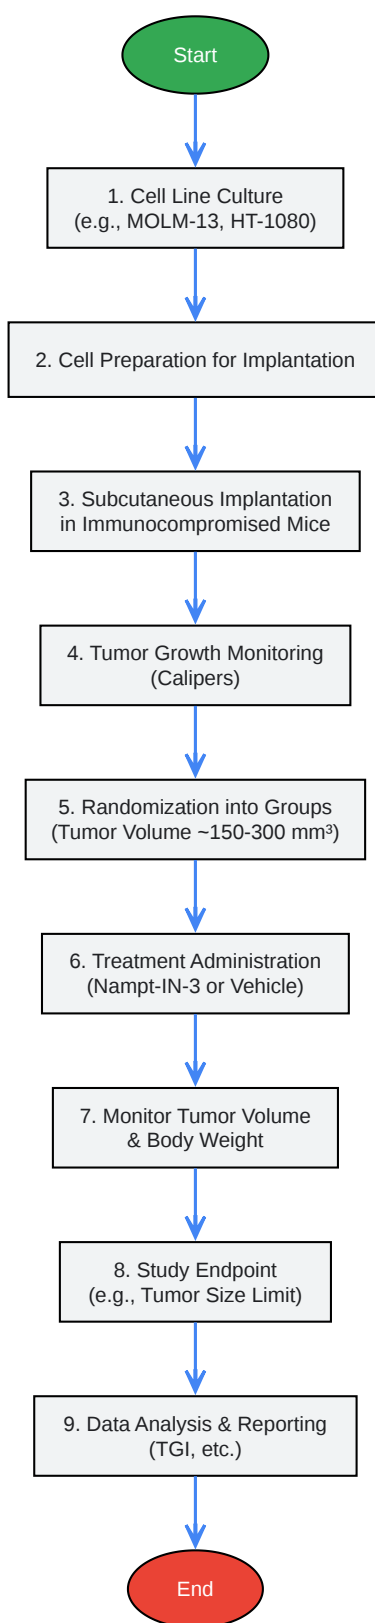 Start
1. Cell Line Culture
(e.g., MOLM-13, HT-1080)
2. Cell Preparation for Implantation
3. Subcutaneous Implantation
in Immunocompromised Mice
4. Tumor Growth Monitoring
(Calipers)
5. Randomization into Groups
(Tumor Volume ~150-300 mm³)
6. Treatment Administration
(Nampt-IN-3 or Vehicle)
7. Monitor Tumor Volume
& Body Weight
8. Study Endpoint
(e.g., Tumor Size Limit)
9. Data Analysis & Reporting
(TGI, etc.)
End